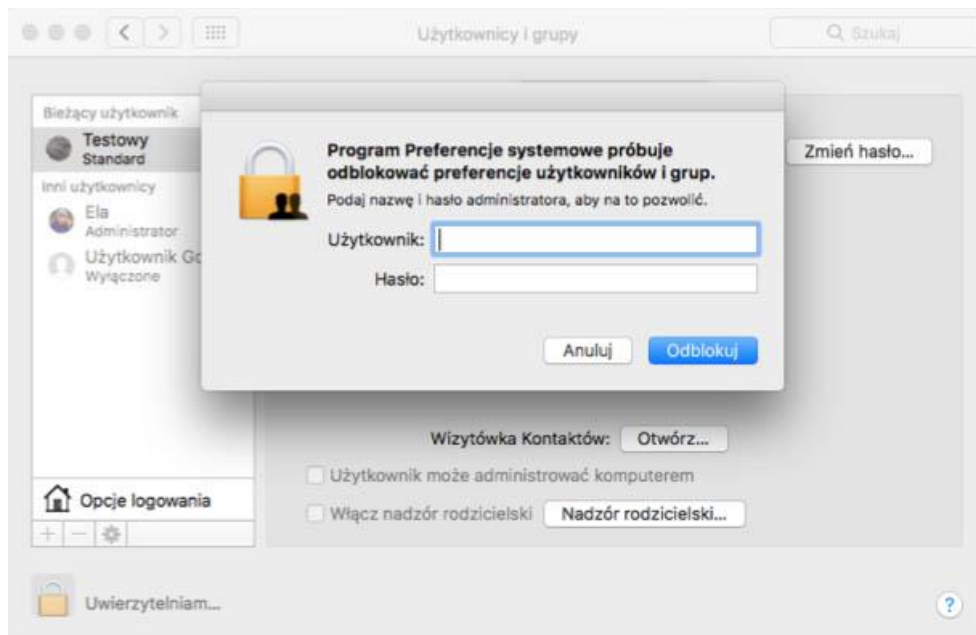 Użytkownicy i grupy
Szukaj
Bieżący użytkownik
Testowy
Standard
Inni użytkownicy
Ela
Administrator
Użytkownik
Wyłączone
Opcje logowania
Program Preferencje systemowe próbuje
odblokować preferencje użytkowników i grup.
Podaj nazwę i hasło administratora, aby na to pozwolić.
Użytkownik:
Hasło:
Anuluj Odblokuj
Zmień hasło...
Wizytówka Kontaktów: Otwórz...
Użytkownik może administrować komputerem
Włącz nadzór rodzicielski Nadzór rodzicielski...
Uwierzytelniam...
?